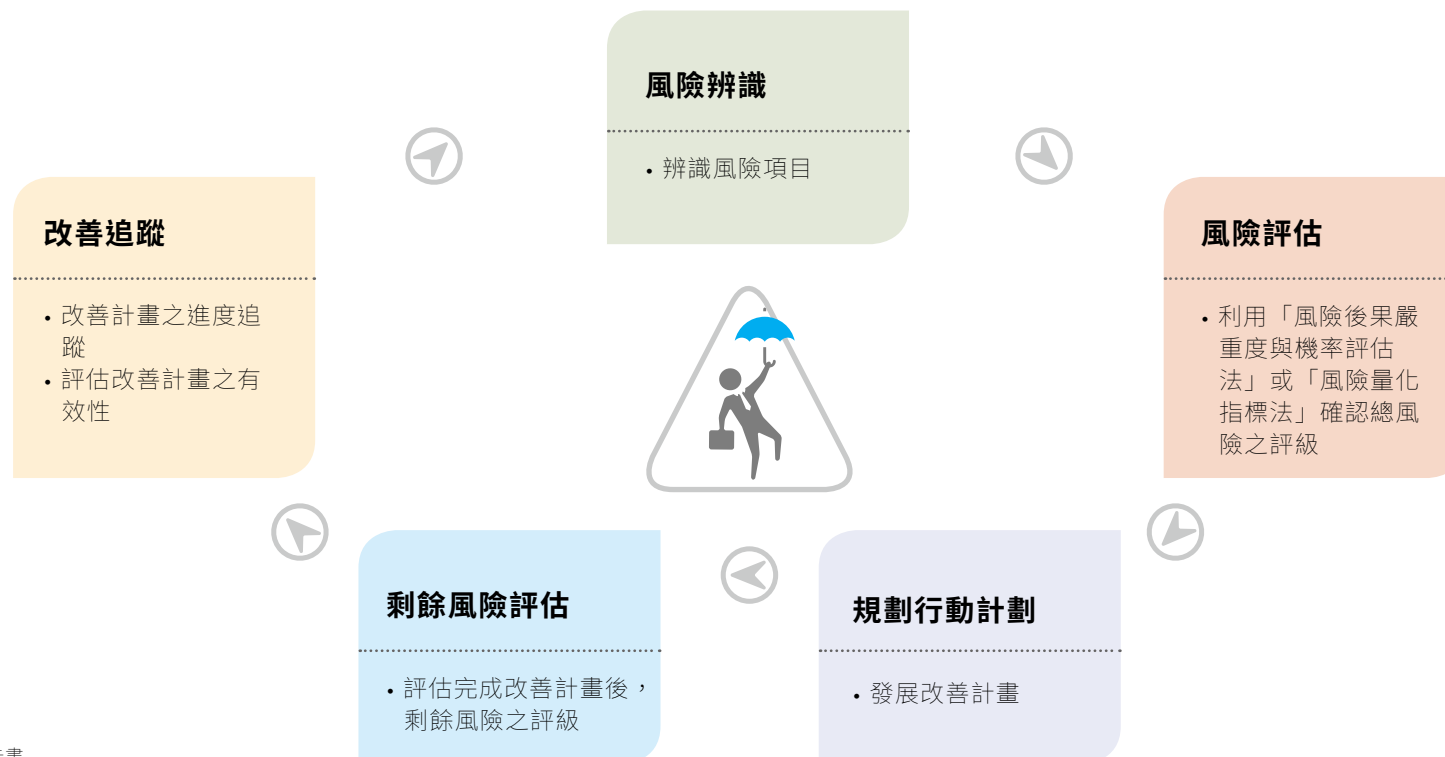 風險辨識
• 辨識風險項目
改善追蹤
• 改善計畫之進度追
蹤
• 評估改善計畫之有
效性
風險評估
• 利用「風險後果嚴
重度與機率評估
法」或「風險量化
指標法」確認總風
險之評級
剩餘風險評估
• 評估完成改善計畫後，
剩餘風險之評級
規劃行動計劃
• 發展改善計畫